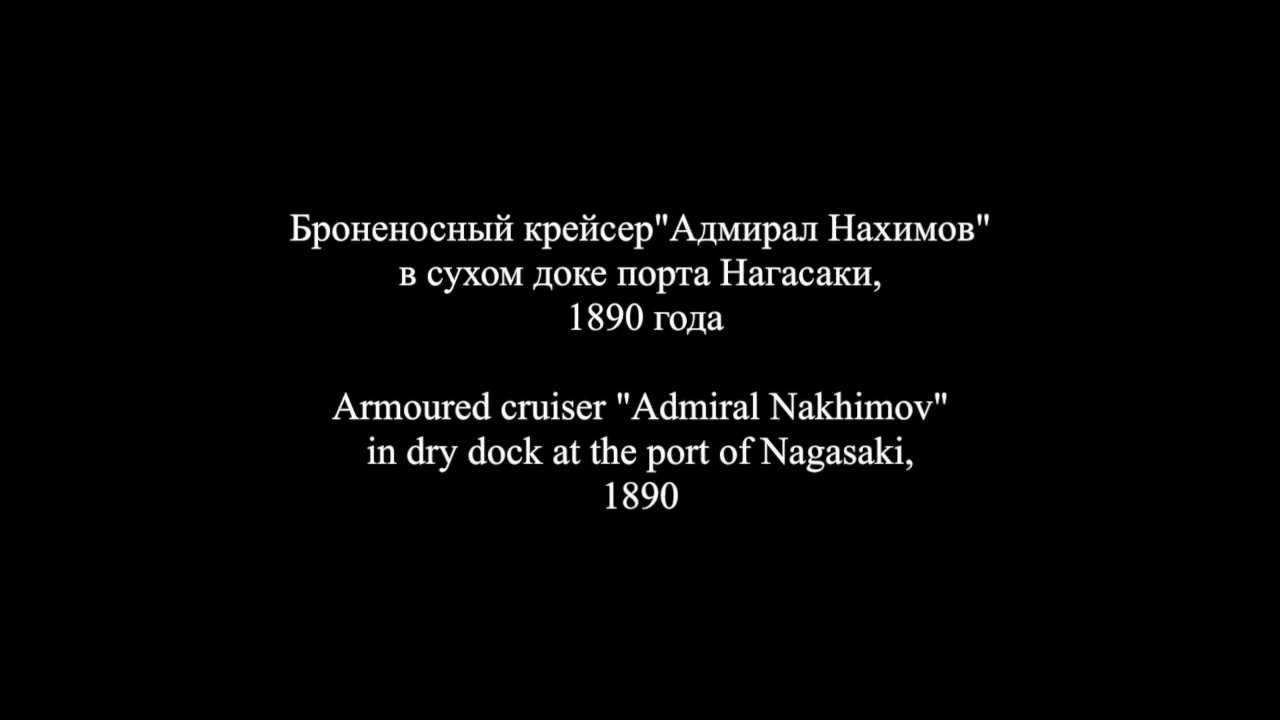 Броненосный крейсер"Адмирал Нахимов"
в сухом доке порта Нагасаки,
1890 года
Armoured cruiser "Admiral Nakhimov"
in dry dock at the port of Nagasaki,
1890